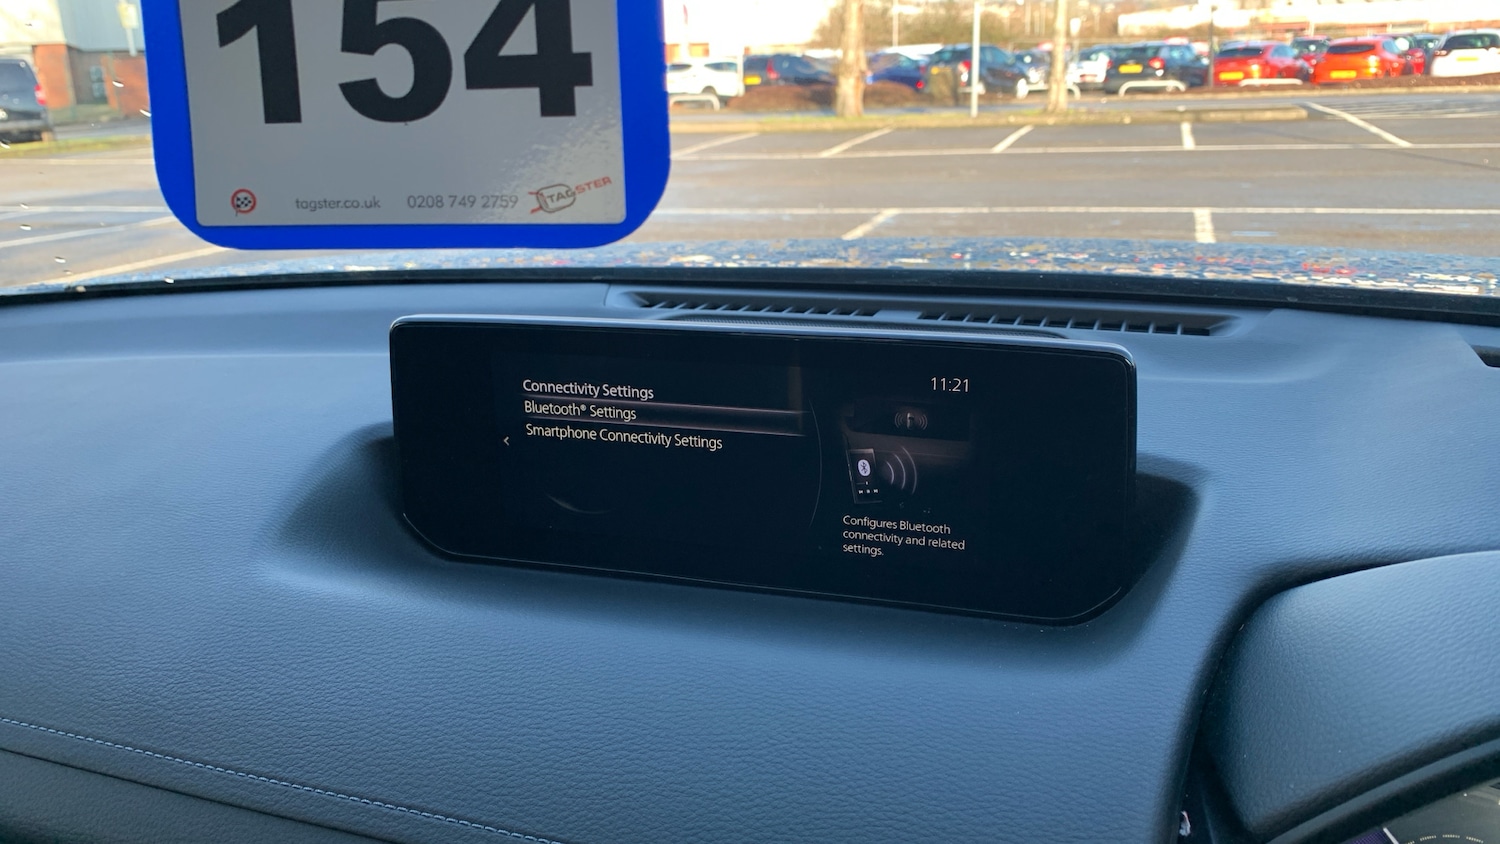 154
tagster.co.uk 0208 749 2759 TAGSTER
Connectivity Settings
11:21
Bluetooth® Settings
Smartphone Connectivity Settings
Configures Bluetooth
connectivity and related
settings.